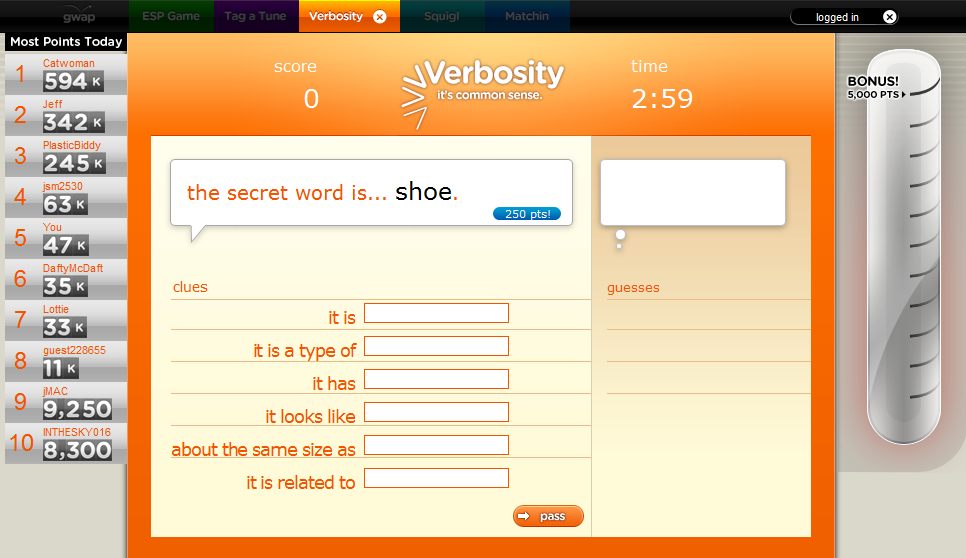 gwap
ESP Game
Tag a Tune
Verbosity
Squigl
Matchin
logged in
Most Points Today
1 Catwoman
594 K
2 Jeff
342 K
3 PlasticBiddy
245 K
4 jsm2530
63 K
5 You
47 K
6 DaftyMcDaft
35 K
7 Lottie
33 K
8 guest228655
11 K
9 jMAC
9,250
10 INTHESKY016
8,300
score
0
Verbosity
it's common sense.
time
2:59
BONUS!
5,000 PTS
the secret word is... shoe.
250 pts!
clues
guesses
it is
it is a type of
it has
it looks like
about the same size as
it is related to
pass